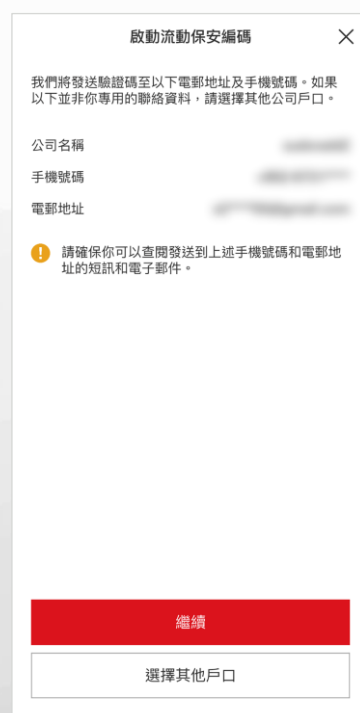 啟動流動保安編碼
我們將發送驗證碼至以下電郵地址及手機號碼。如果
以下並非你專用的聯絡資料，請選擇其他公司戶口。
公司名稱
手機號碼
電郵地址
請確保你可以查閱發送到上述手機號碼和電郵地
址的短訊和電子郵件。
繼續
選擇其他戶口